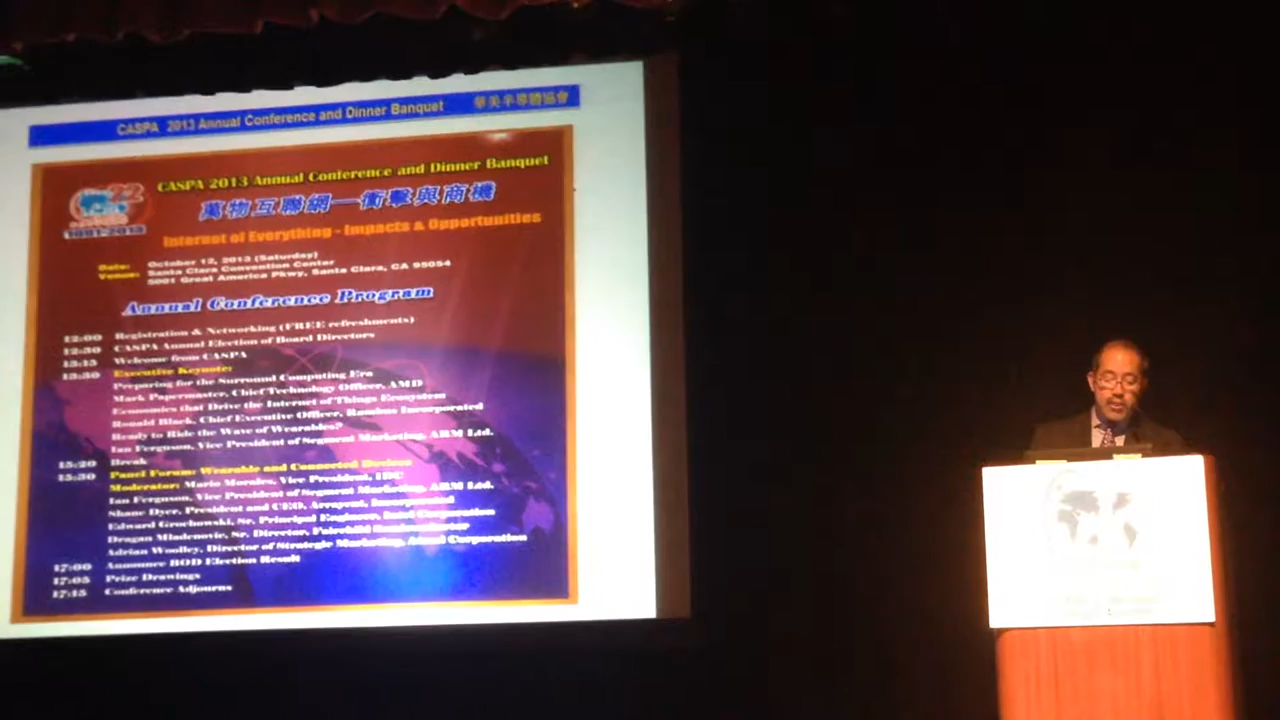 CASPA 2013 Annual Conference and Dinner Banquet 華美半導體協會
CASPA 2013 Annual Conference and Dinner Banquet
22
萬物互聯網—衝擊與商機
1991-2013
Internet of Everything - Impacts & Opportunities
Date: October 12, 2013 (Saturday)
Venue: Santa Clara Convention Center
5001 Great America Pkwy, Santa Clara, CA 95054
Annual Conference Program
12:00 Registration & Networking (FREE refreshments)
12:30 CASPA Annual Election of Board Directors
13:15 Welcome from CASPA
13:30 Executive Keynote:
Preparing for the Surround Computing Era
Mark Papermaster, Chief Technology Officer, AMD
Economics that Drive the Internet of Things Ecosystem
Ronald Black, Chief Executive Officer, Rambus Incorporated
Ready to Ride the Wave of Wearables?
Ian Ferguson, Vice President of Segment Marketing, ARM Ltd.
15:20 Break
15:30 Panel Forum: Wearable and Connected Devices
Moderator: Mario Morales, Vice President, IDC
Ian Ferguson, Vice President of Segment Marketing, ARM Ltd.
Shane Dyer, President and CEO, Arrayent, Incorporated
Edward Grochowski, Sr. Principal Engineer, Intel Corporation
Dragan Mladenovic, Sr. Director, Fairchild Semiconductor
Adrian Woolley, Director of Strategic Marketing, Atmel Corporation
17:00 Announce BOD Election Result
17:05 Prize Drawings
17:15 Conference Adjourns